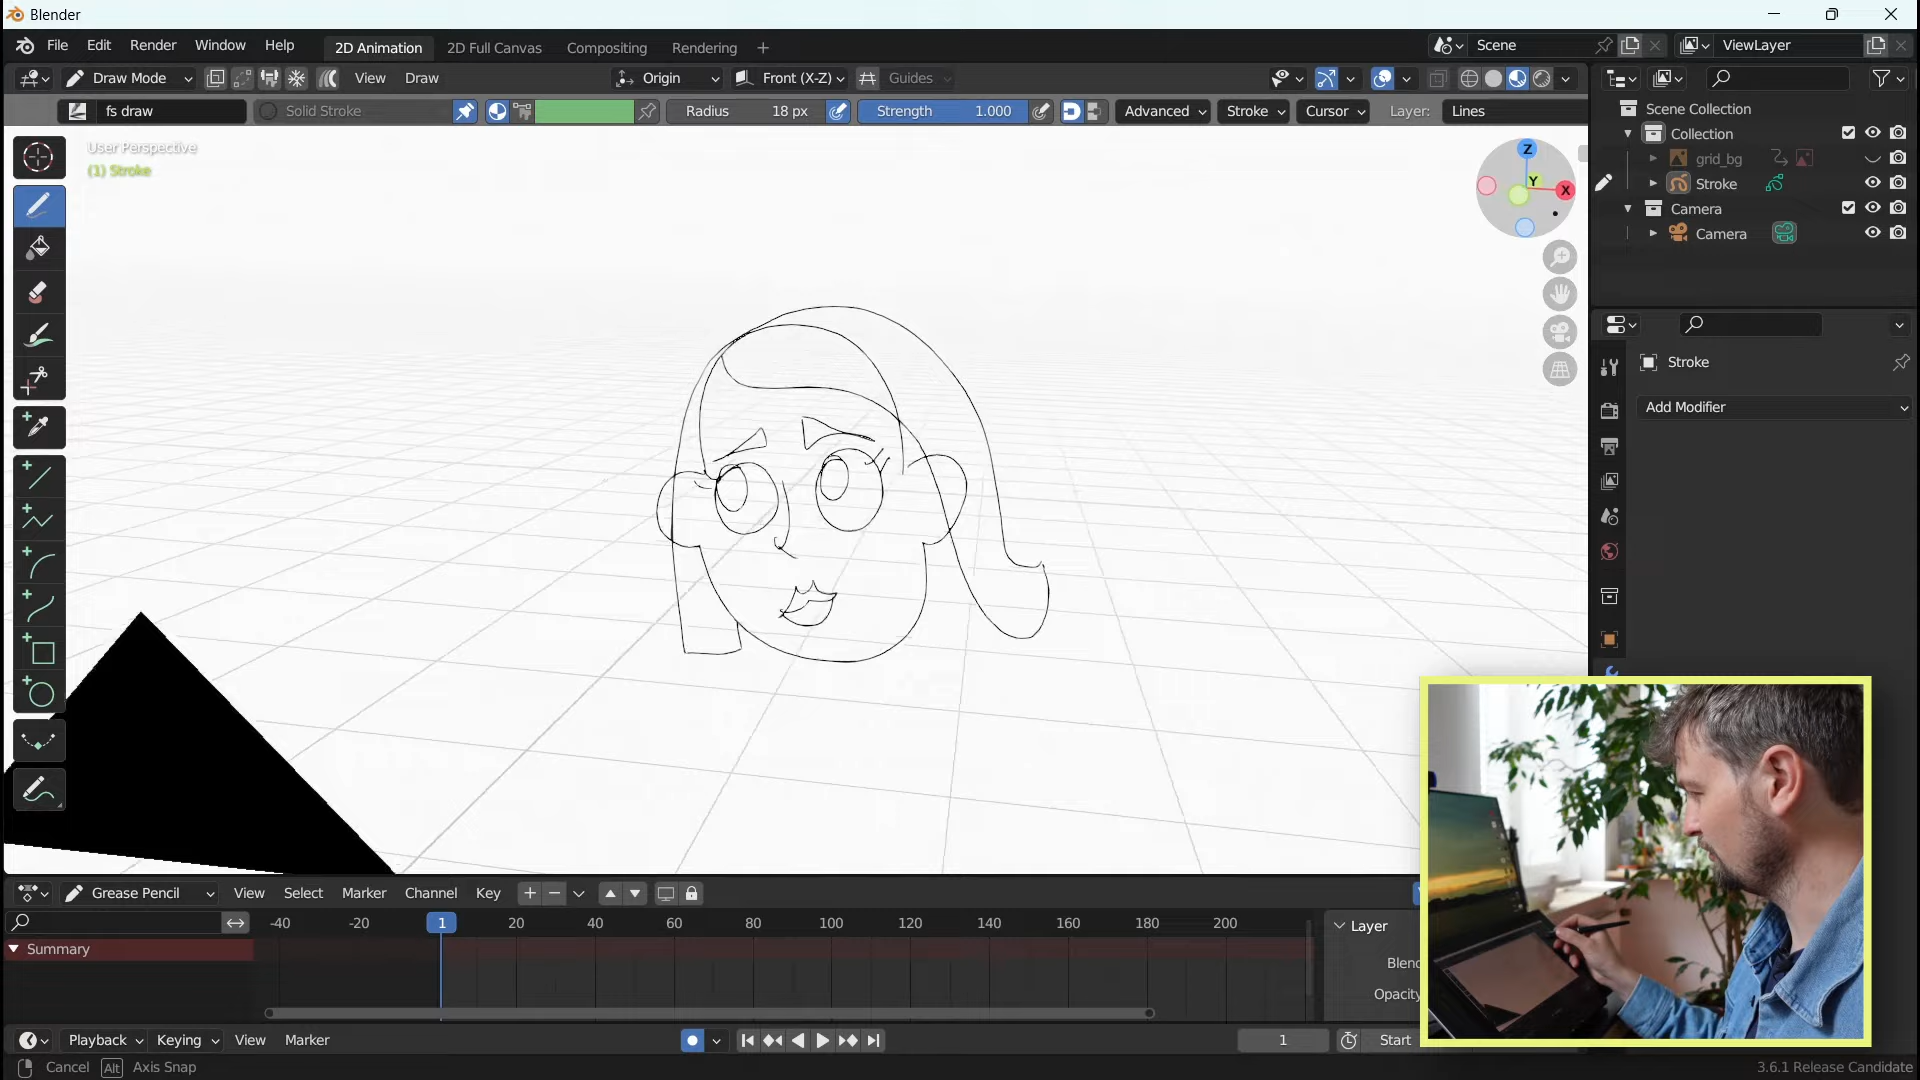 Blender
File Edit Render Window Help 2D Animation 2D Full Canvas Compositing Rendering + Scene ViewLayer
Draw Mode View Draw Origin Front (X-Z) Guides
fs draw Solid Stroke Radius 18 px Strength 1.000 Advanced Stroke Cursor Layer: Lines
User Perspective
(1) Stroke
Z
Y
X
Scene Collection
Collection
grid_bg
Stroke
Camera
Camera
Stroke
Add Modifier
Grease Pencil View Select Marker Channel Key
-40 -20 1 20 40 60 80 100 120 140 160 180 200
Summary
Layer
Blend
Opacity
Playback Keying View Marker 1 Start
Cancel Alt Axis Snap 3.6.1 Release Candidate